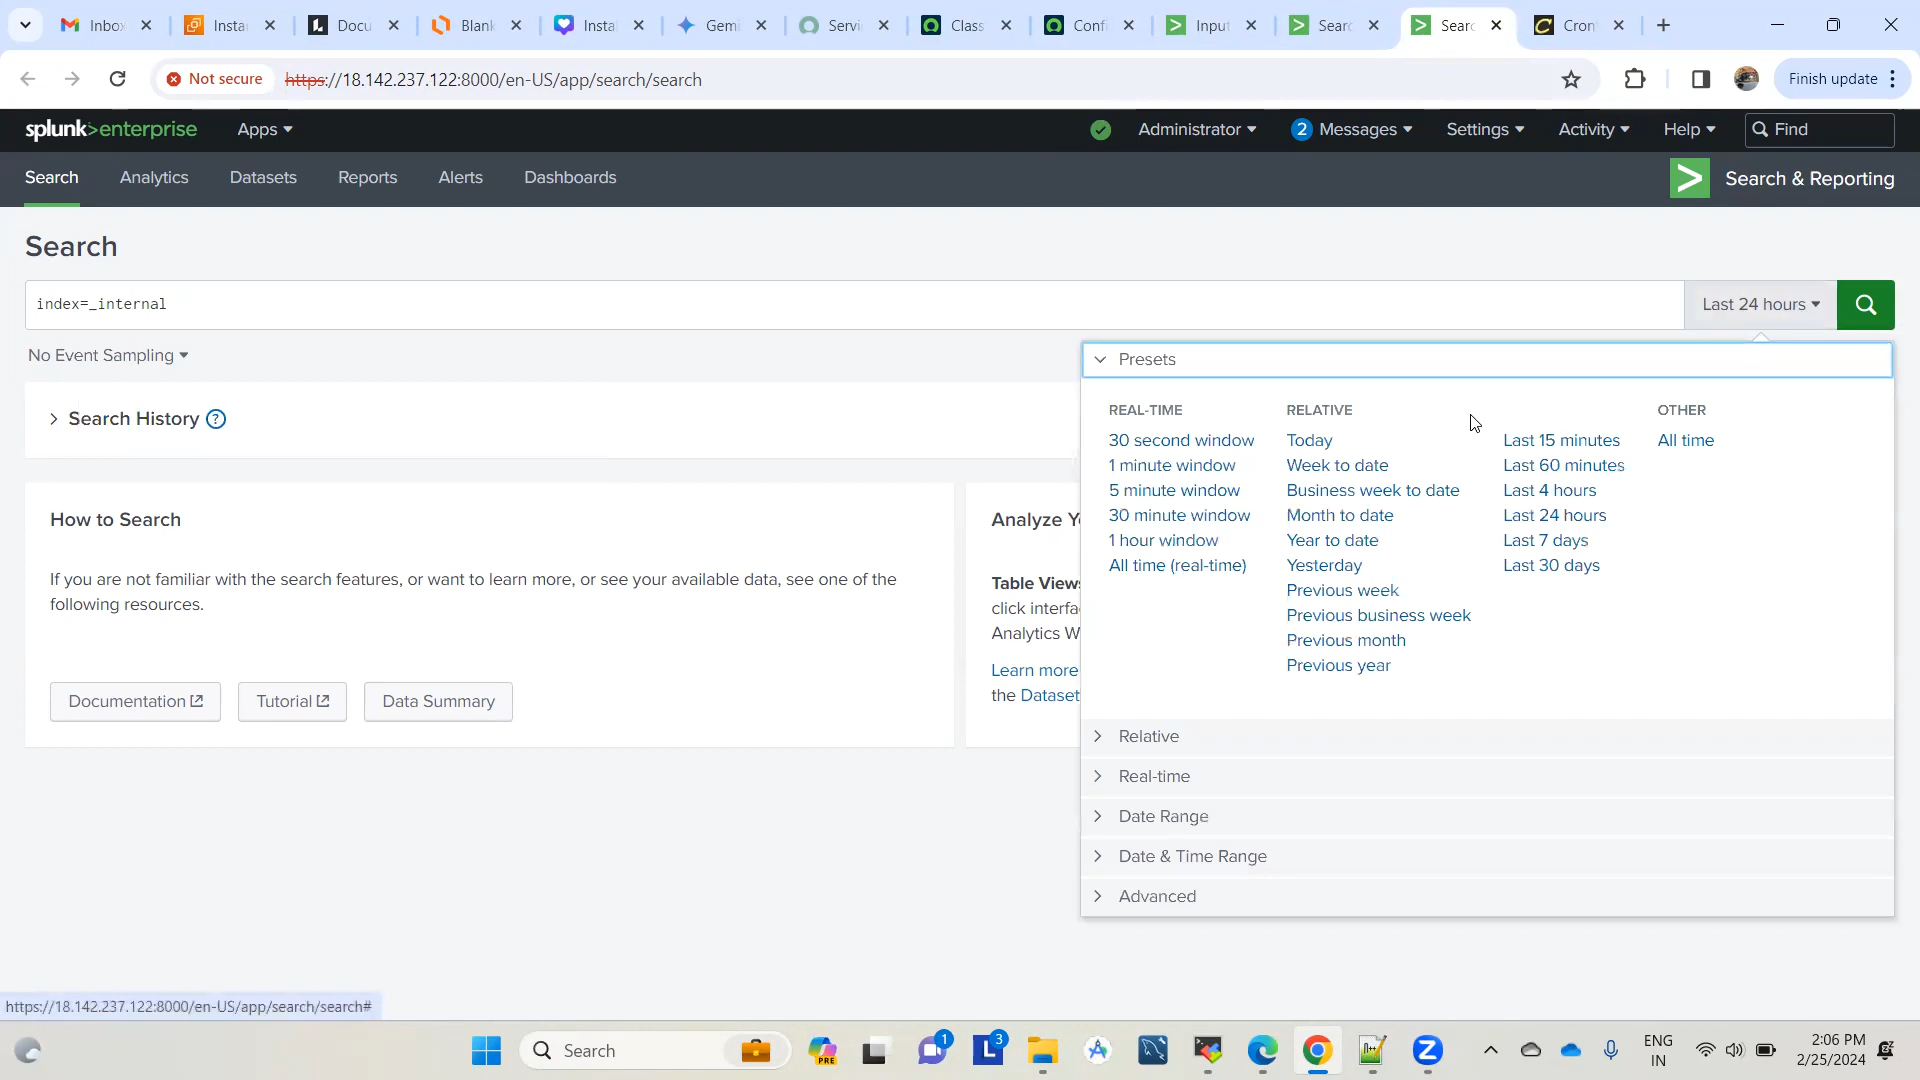 Inbo
Insta
Docu
Blank
Instal
Gemi
Servi
Class
Confi
Input
Searc
Searc
Cron
Not secure
https://18.142.237.122:8000/en-US/app/search/search
Finish update
splunk>enterprise
Apps
Administrator
2 Messages
Settings
Activity
Help
Find
Search
Analytics
Datasets
Reports
Alerts
Dashboards
Search & Reporting
Search
index=_internal
Last 24 hours
No Event Sampling
Search History ?
How to Search
If you are not familiar with the search features, or want to learn more, or see your available data, see one of the
following resources.
Documentation
Tutorial
Data Summary
Analyze Y
Table Views
click interfa
Analytics W
Learn more
the Dataset
Presets
REAL-TIME
30 second window
1 minute window
5 minute window
30 minute window
1 hour window
All time (real-time)
RELATIVE
Today
Week to date
Business week to date
Month to date
Year to date
Yesterday
Previous week
Previous business week
Previous month
Previous year
Last 15 minutes
Last 60 minutes
Last 4 hours
Last 24 hours
Last 7 days
Last 30 days
OTHER
All time
Relative
Real-time
Date Range
Date & Time Range
Advanced
https://18.142.237.122:8000/en-US/app/search/search#
Search
PRE
1
L
3
Z
ENG
IN
2:06 PM
2/25/2024